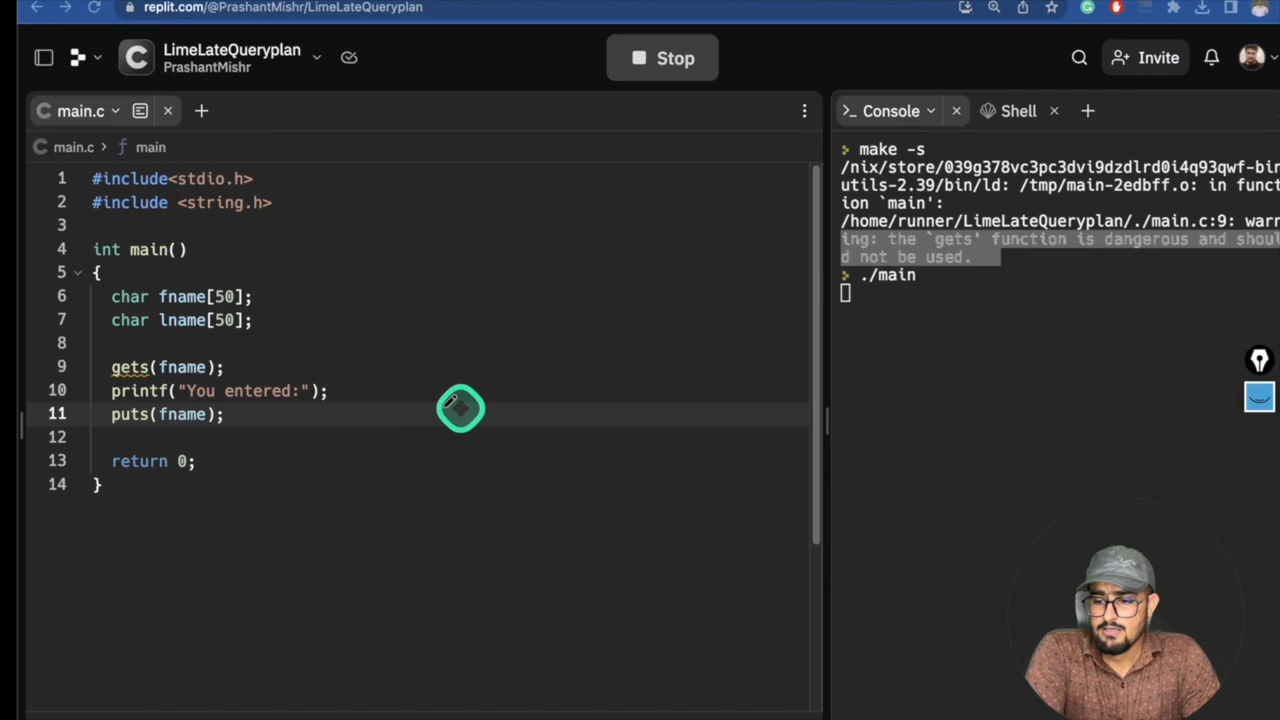 replit.com/@PrashantMishr/LimeLateQueryplan
LimeLateQueryplan
PrashantMishr
Stop
Invite
main.c
main.c > f main
1 #include<stdio.h>
2 #include <string.h>
3
4 int main()
5 {
6 char fname[50];
7 char lname[50];
8
9 gets(fname);
10 printf("You entered:");
11 puts(fname);
12
13 return 0;
14 }
>_ Console
Shell
make -s
/nix/store/039g378vc3pc3dvi9dzdlrd0i4q93qwf-bin
utils-2.39/bin/ld: /tmp/main-2edbff.o: in funct
ion `main':
/home/runner/LimeLateQueryplan/./main.c:9: warn
ing: the `gets' function is dangerous and shoul
d not be used.
./main